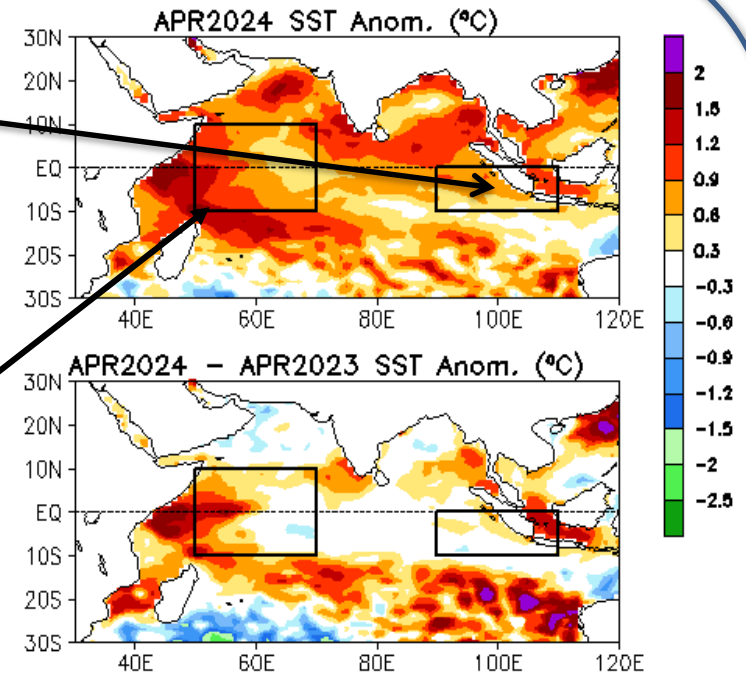 APR2024 SST Anom. (°C)
30N
20N
10N
EQ
10S
20S
30S
40E 60E 80E 100E 120E
APR2024 – APR2023 SST Anom. (°C)
30N
20N
10N
EQ
10S
20S
30S
40E 60E 80E 100E 120E
2
1.5
1.2
0.9
0.6
0.3
-0.3
-0.6
-0.9
-1.2
-1.5
-2
-2.5